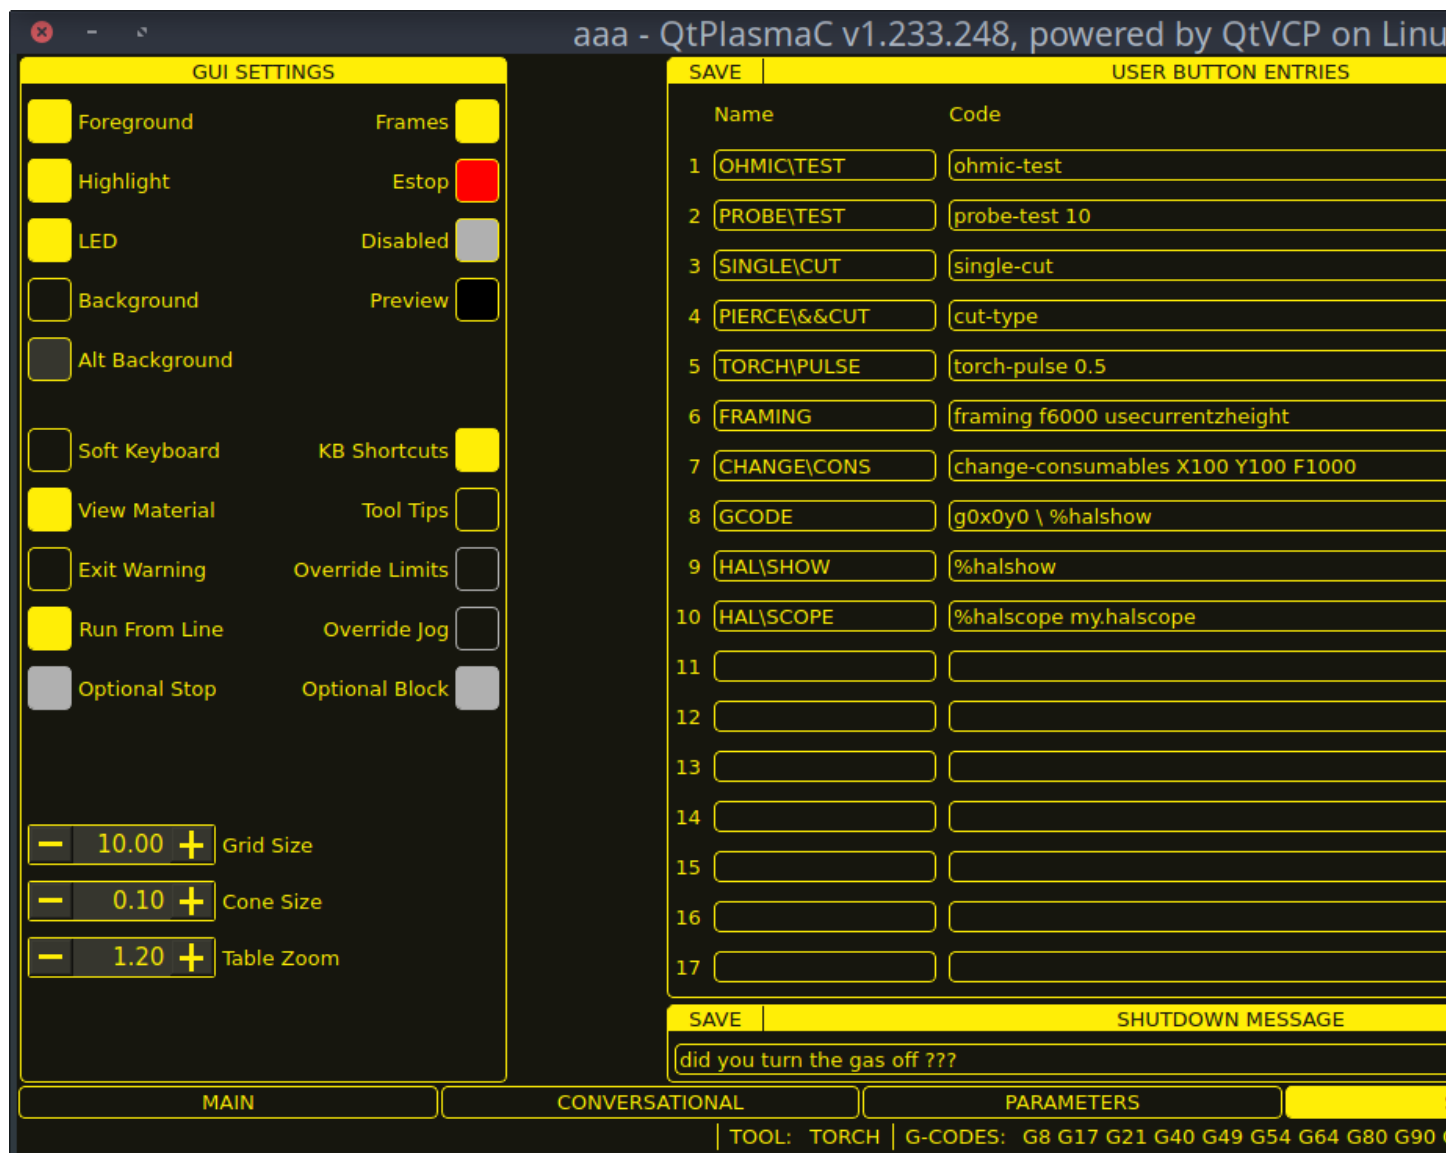 aaa - QtPlasmaC v1.233.248, powered by QtVCP on Linu
GUI SETTINGS
Foreground
Frames
Highlight
Estop
LED
Disabled
Background
Preview
Alt Background
Soft Keyboard
KB Shortcuts
View Material
Tool Tips
Exit Warning
Override Limits
Run From Line
Override Jog
Optional Stop
Optional Block
10.00
Grid Size
0.10
Cone Size
1.20
Table Zoom
SAVE
USER BUTTON ENTRIES
Name Code
1 OHMIC\TEST ohmic-test
2 PROBE\TEST probe-test 10
3 SINGLE\CUT single-cut
4 PIERCE\&&CUT cut-type
5 TORCH\PULSE torch-pulse 0.5
6 FRAMING framing f6000 usecurrentzheight
7 CHANGE\CONS change-consumables X100 Y100 F1000
8 GCODE g0x0y0 \ %halshow
9 HAL\SHOW %halshow
10 HAL\SCOPE %halscope my.halscope
11
12
13
14
15
16
17
SAVE
SHUTDOWN MESSAGE
did you turn the gas off ???
MAIN
CONVERSATIONAL
PARAMETERS
TOOL: TORCH
G-CODES: G8 G17 G21 G40 G49 G54 G64 G80 G90